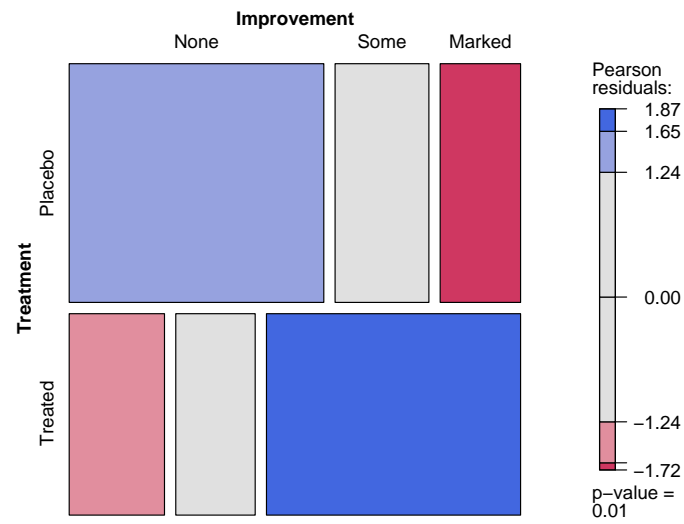 Improvement
None Some Marked
Treatment
Placebo
Treated
Pearson
residuals:
1.87
1.65
1.24
0.00
−1.24
−1.72
p−value =
0.01